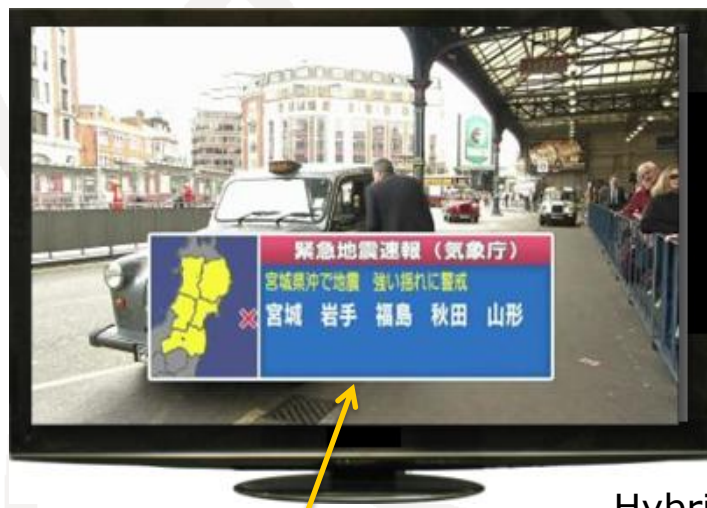 緊急地震速報（気象庁）
宮城県沖で地震　強い揺れに警戒
宮城　岩手　福島　秋田　山形